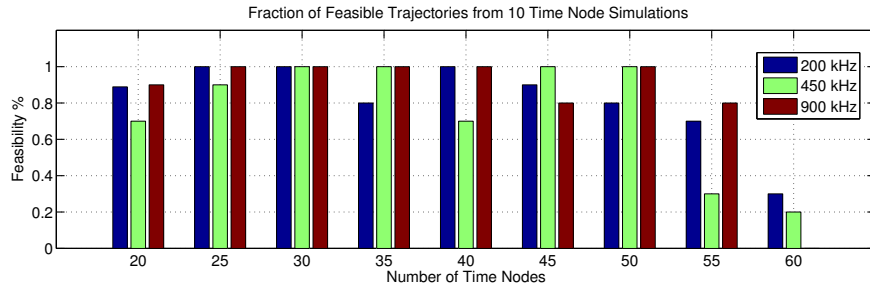 Fraction of Feasible Trajectories from 10 Time Node Simulations
Feasibility %
1
0.8
0.6
0.4
0.2
0
200 kHz
450 kHz
900 kHz
20 25 30 35 40 45 50 55 60
Number of Time Nodes